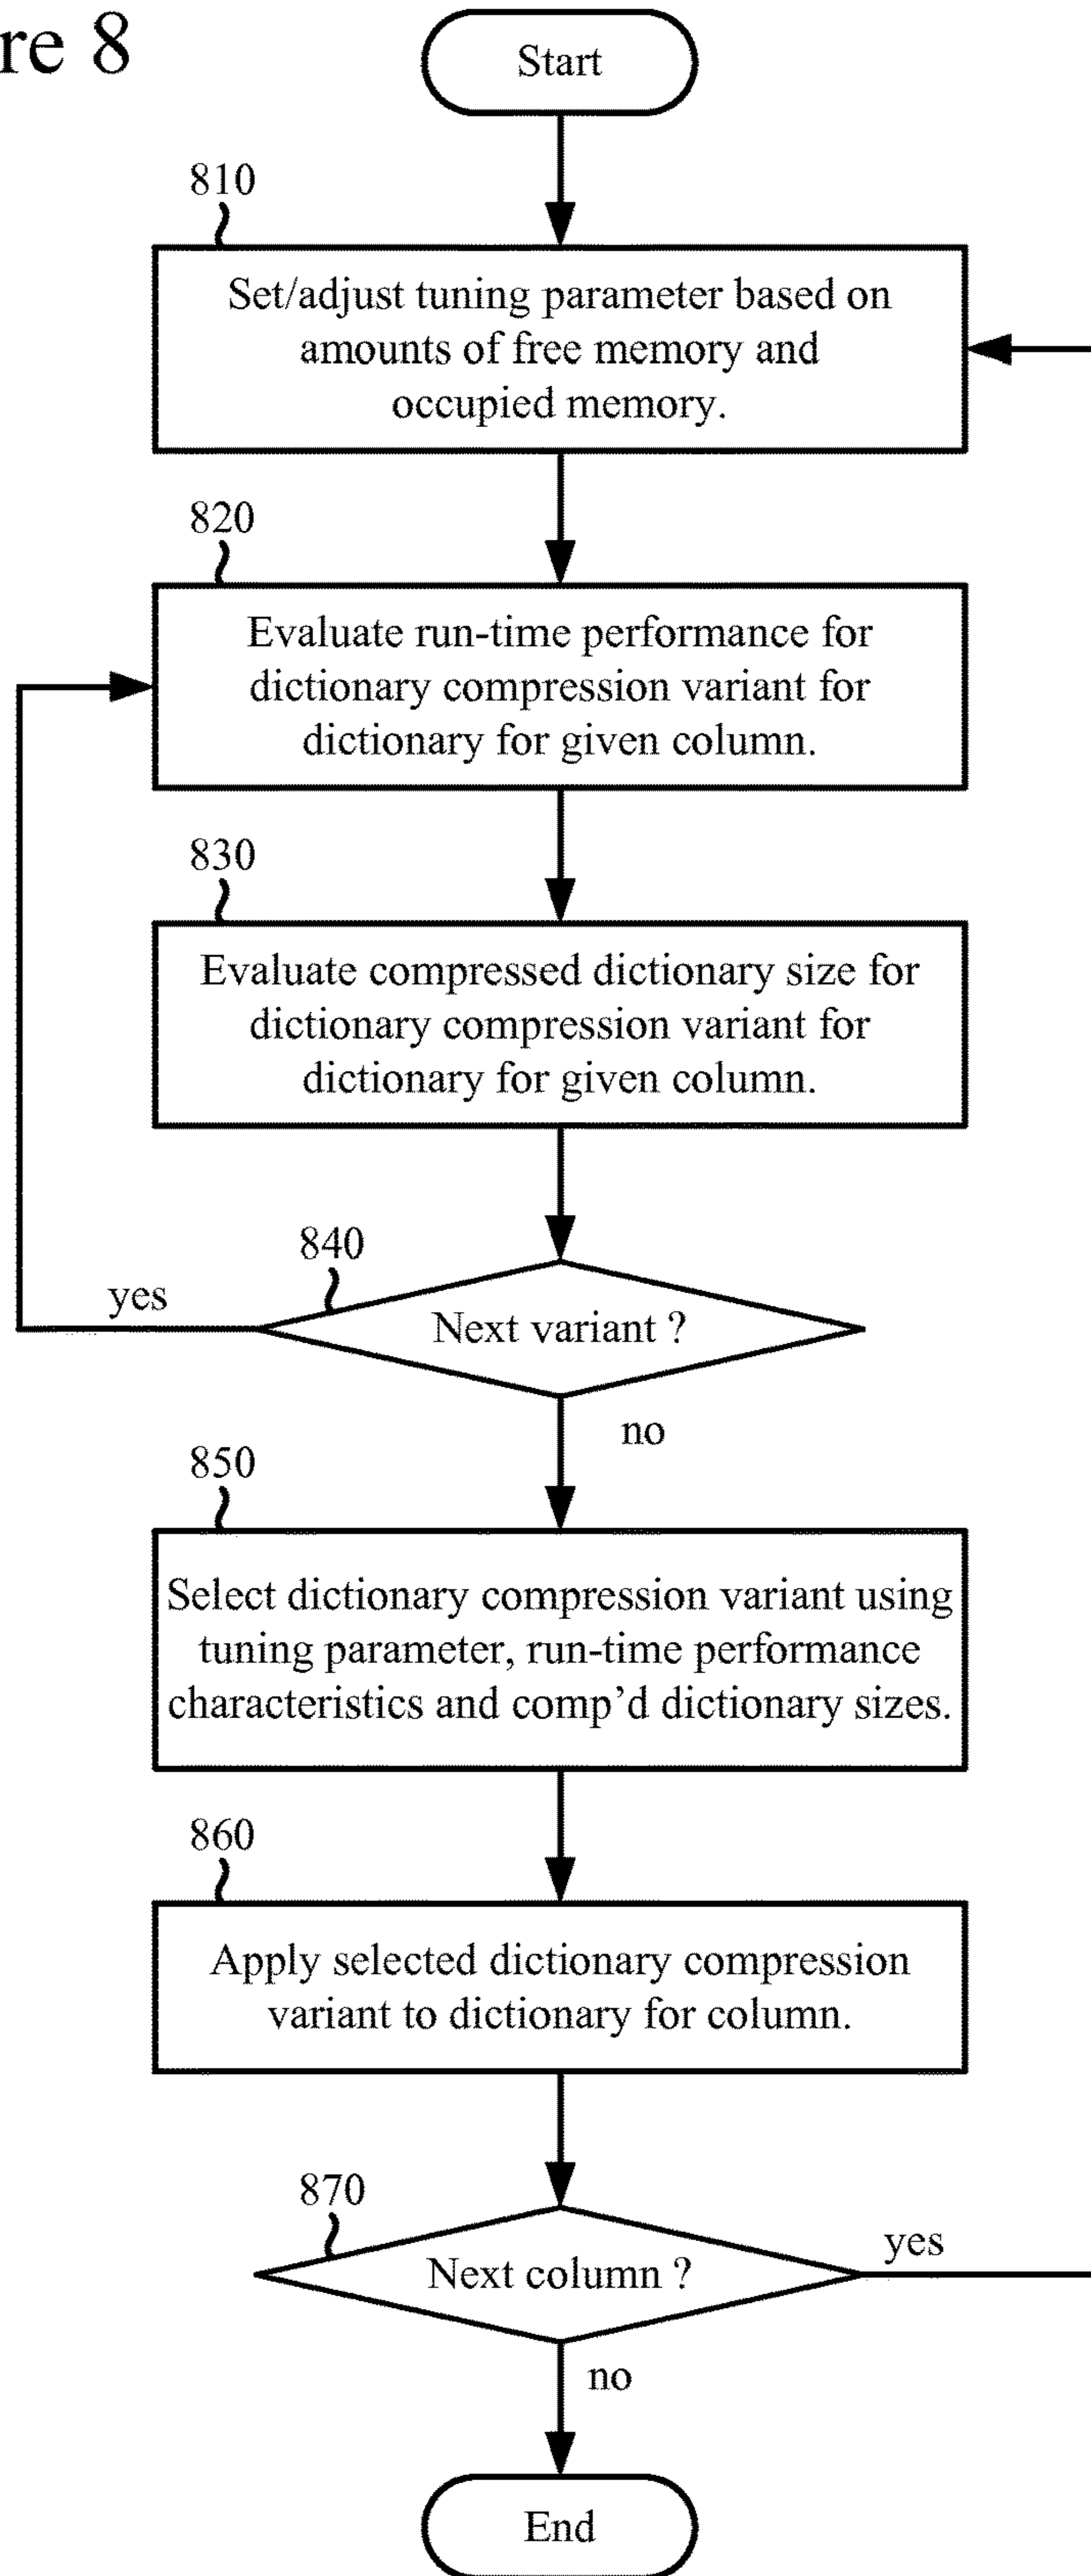 re 8
Start
810
Set/adjust tuning parameter based on
amounts of free memory and
occupied memory.
820
Evaluate run-time performance for
dictionary compression variant for
dictionary for given column.
830
Evaluate compressed dictionary size for
dictionary compression variant for
dictionary for given column.
840
yes
Next variant ?
no
850
Select dictionary compression variant using
tuning parameter, run-time performance
characteristics and comp’d dictionary sizes.
860
Apply selected dictionary compression
variant to dictionary for column.
870
yes
Next column ?
no
End